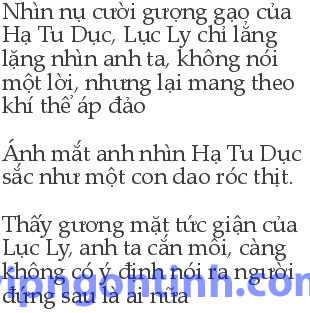 Nhìn nụ cười gượng gạo của
Hạ Tu Dục, Lục Ly chỉ lẳng
lặng nhìn anh ta, không nói
một lời, nhưng lại mang theo
khí thể áp đảo
Ánh mắt anh nhìn Hạ Tu Dục
sắc như một con dao róc thịt.
Thấy gương mặt tức giận của
Lục Ly, anh ta cắn môi, càng
không có ý định nói ra người
đứng sau là ai nữa
vipngontinh.com